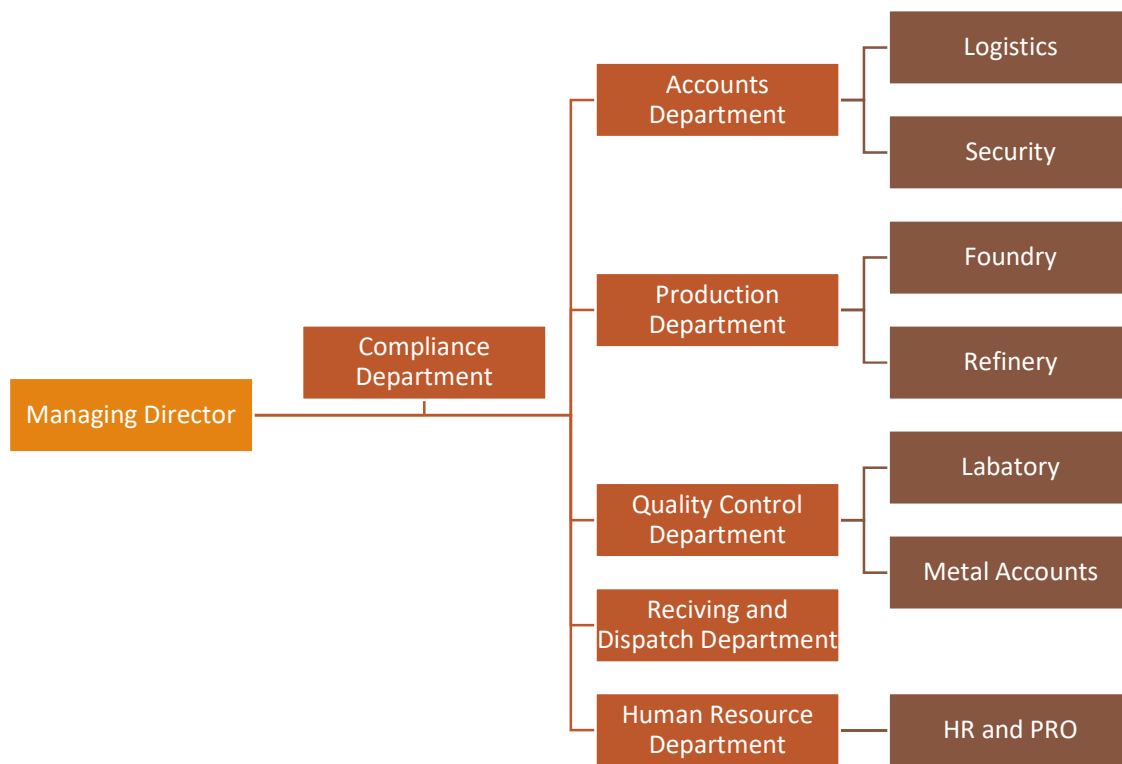 Managing Director
Compliance
Department
Accounts
Department
Logistics
Security
Production
Department
Foundry
Refinery
Quality Control
Department
Labatory
Metal Accounts
Reciving and
Dispatch Department
Human Resource
Department
HR and PRO